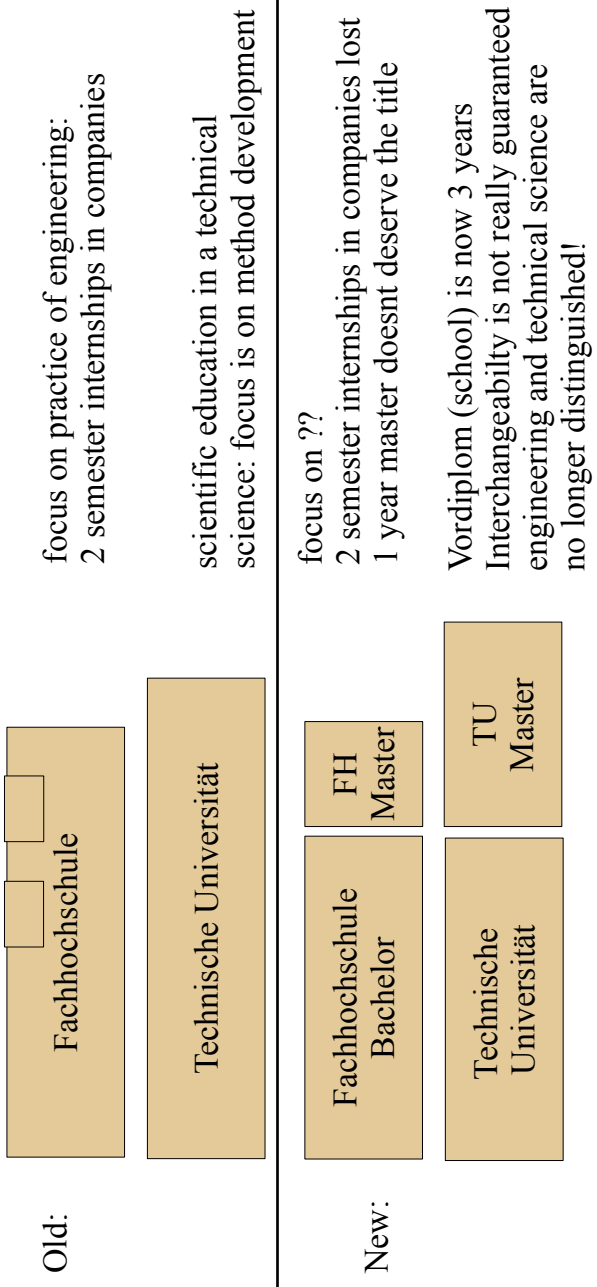 Old:
Fachhochschule
focus on practice of engineering:
2 semester internships in companies
Technische Universität
scientific education in a technical
science: focus is on method development
New:
Fachhochschule
Bachelor
FH
Master
focus on ??
2 semester internships in companies lost
1 year master doesnt deserve the title
Technische
Universität
TU
Master
Vordiplom (school) is now 3 years
Interchangeabilty is not really guaranteed
engineering and technical science are
no longer distinguished!